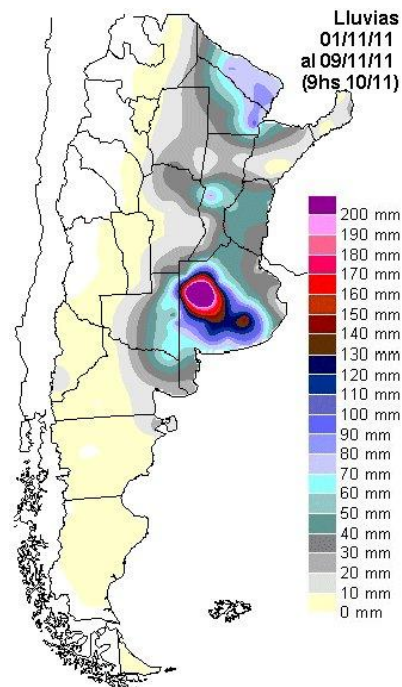 Lluvias
01/11/11
al 09/11/11
(9hs 10/11)
200 mm
190 mm
180 mm
170 mm
160 mm
150 mm
140 mm
130 mm
120 mm
110 mm
100 mm
90 mm
80 mm
70 mm
60 mm
50 mm
40 mm
30 mm
20 mm
10 mm
0 mm